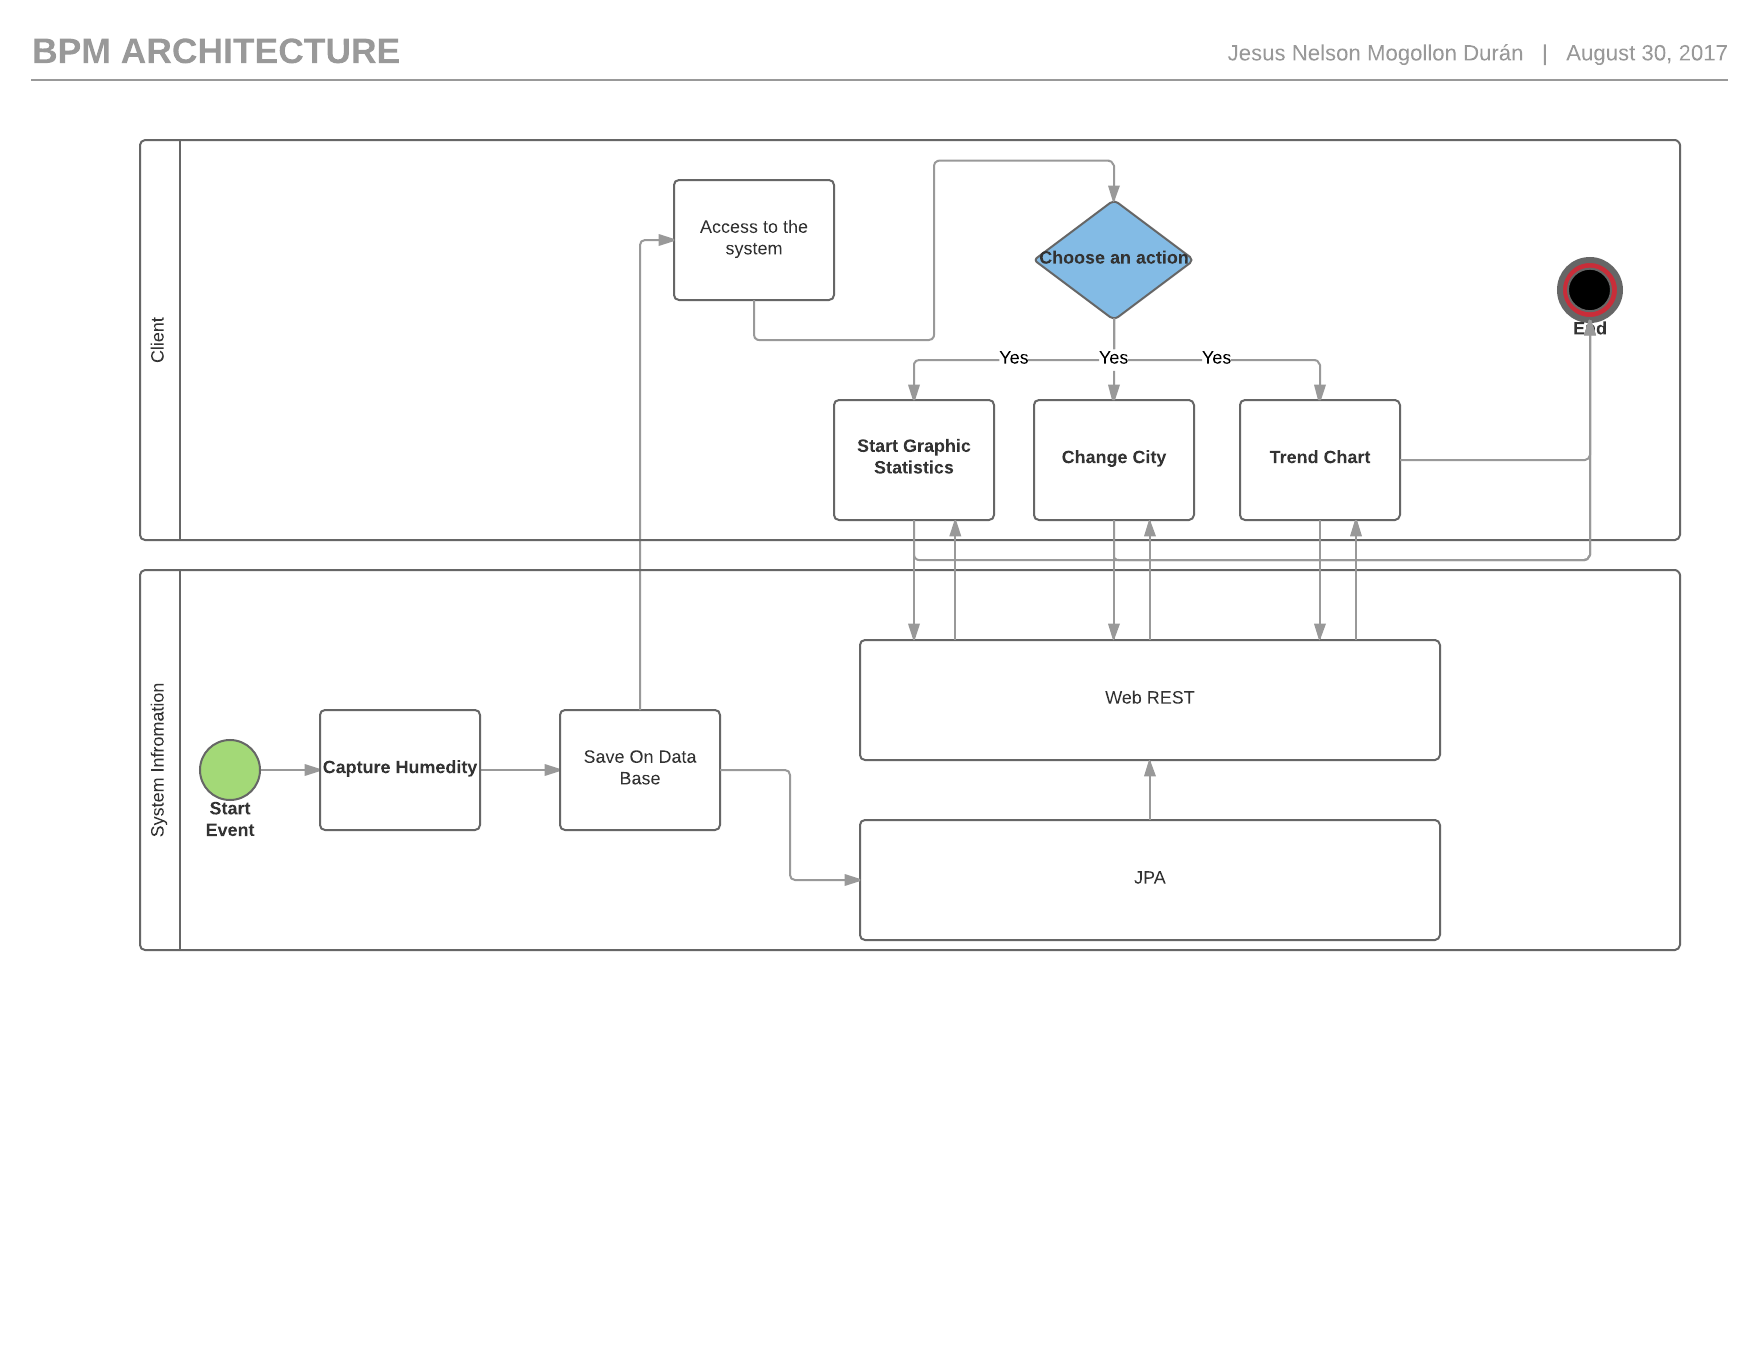 BPM ARCHITECTURE
Jesus Nelson Mogollon Durán | August 30, 2017
Client
Access to the
system
Choose an action
End
Yes
Yes
Yes
Start Graphic
Statistics
Change City
Trend Chart
System Infromation
Start
Event
Capture Humedity
Save On Data
Base
Web REST
JPA